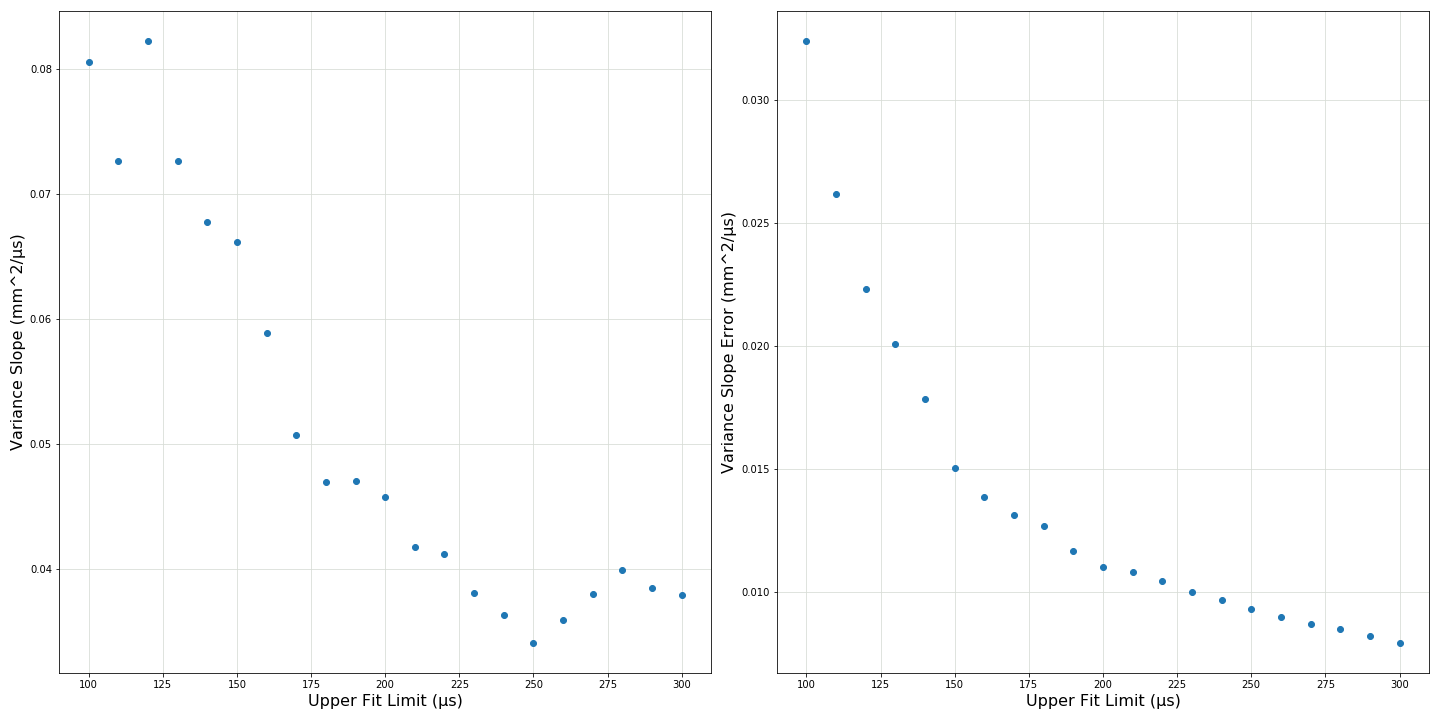 0.08
0.07
0.06
0.05
0.04
Variance Slope (mm^2/µs)
100 125 150 175 200 225 250 275 300
Upper Fit Limit (µs)
0.030
0.025
0.020
0.015
0.010
Variance Slope Error (mm^2/µs)
100 125 150 175 200 225 250 275 300
Upper Fit Limit (µs)